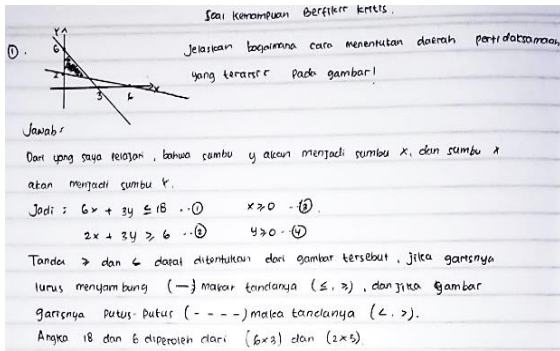 Soal Kemampuan Berfikir Kritis.
①. Jelaskan bagaimana cara menentukan daerah pertidaksamaan
yang terarsir pada gambar!
Y
6
2
3
x
Jawab:
Dari yang saya pelajari, bahwa sumbu y akan menjadi sumbu x, dan sumbu x
akan menjadi sumbu Y.
Jadi : 6x + 3y ≤ 18 ..① x ≥ 0 ..③
2x + 3y ≥ 6 ..② y ≥ 0 ..④
Tanda ≥ dan ≤ dapat ditentukan dari gambar tersebut, jika garisnya
lurus menyambung (—) makar tandanya (≤, ≥), dan jika gambar
garisnya putus-putus (----) maka tandanya (<, >).
Angka 18 dan 6 diperoleh dari (6x3) dan (2x3).